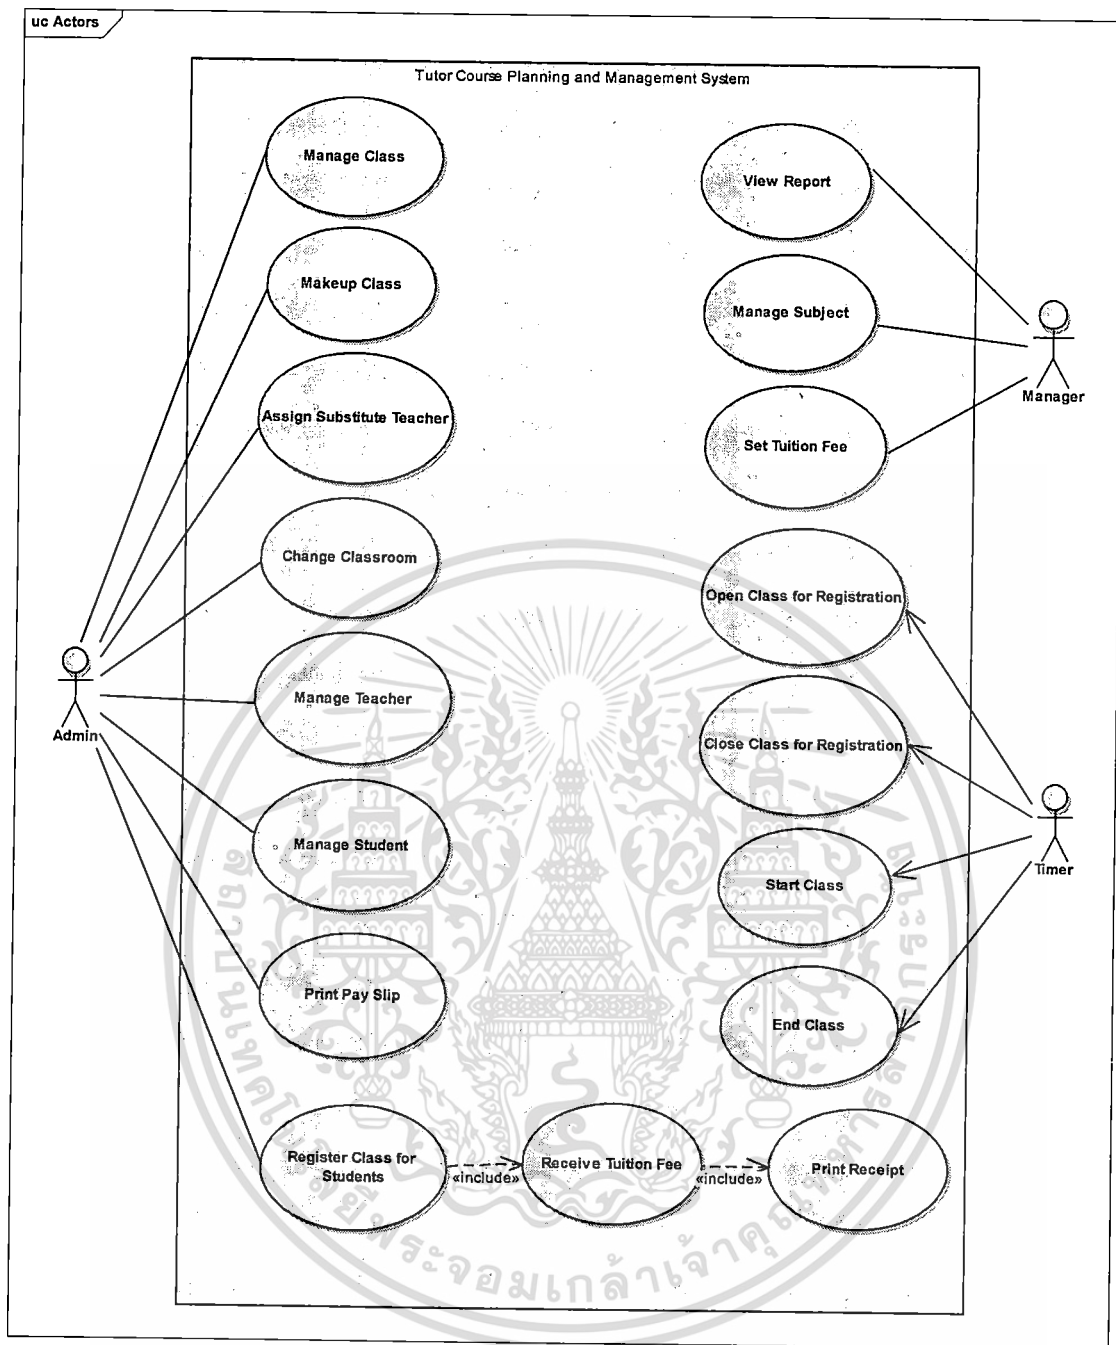 uc Actors
Tutor Course Planning and Management System
Manage Class
View Report
Makeup Class
Manage Subject
Manager
Assign Substitute Teacher
Set Tuition Fee
Change Classroom
Open Class for Registration
Manage Teacher
Admin
Close Class for Registration
Manage Student
Start Class
Timer
Print Pay Slip
End Class
Register Class for
Students
«include»
Receive Tuition Fee
«include»
Print Receipt